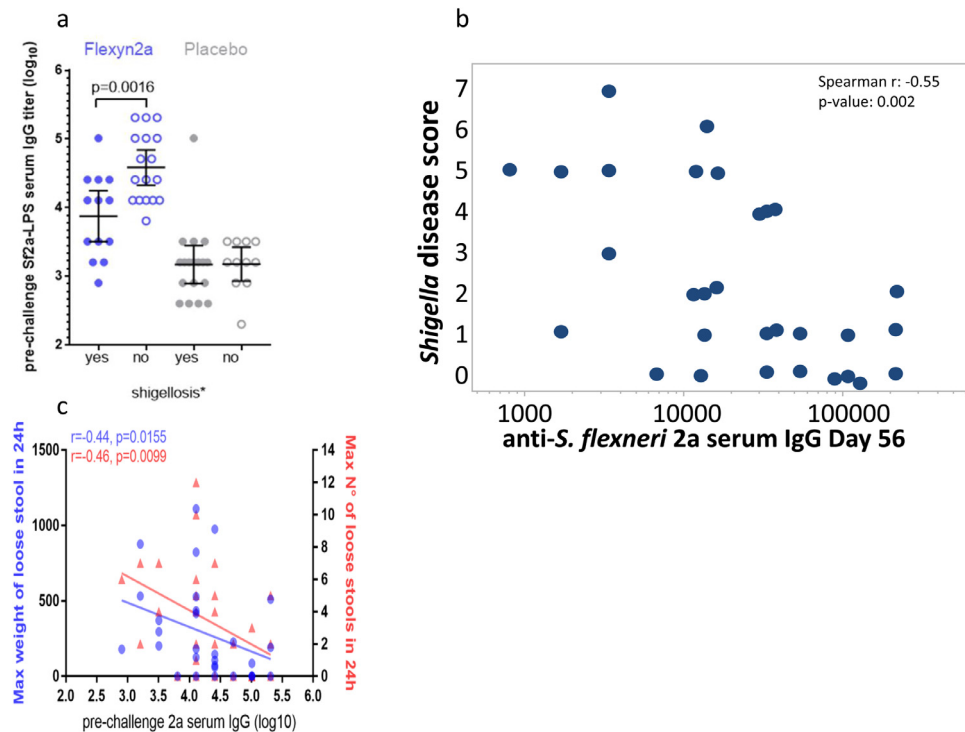 a
Flexyn2a Placebo
pre-challenge Sf2a-LPS serum IgG titer (log10)
6
5
4
3
2
p=0.0016
yes no yes no
shigellosis*
b
Shigella disease score
7
6
5
4
3
2
1
0
Spearman r: -0.55
p-value: 0.002
1000 100000 1000000
anti-S. flexneri 2a serum IgG Day 56
c
r=-0.44, p=0.0155
r=-0.46, p=0.0099
Max weight of loose stool in 24h
1500
1000
500
0
Max N° of loose stools in 24h
14
12
10
8
6
4
2
0
2.0 2.5 3.0 3.5 4.0 4.5 5.0 5.5 6.0
pre-challenge 2a serum IgG (log10)